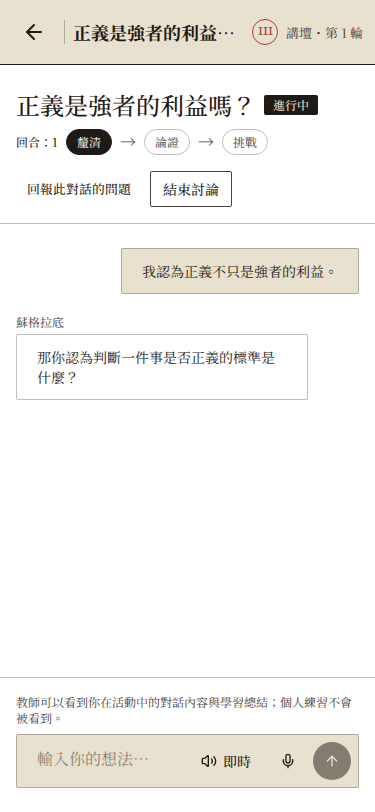 正義是強者的利益… III 講壇・第 1 輪
正義是強者的利益嗎？ 進行中
回合：1 釐清 → 論證 → 挑戰
回報此對話的問題 結束討論
我認為正義不只是強者的利益。
蘇格拉底
那你認為判斷一件事是否正義的標準是
什麼？
教師可以看到你在活動中的對話內容與學習總結；個人練習不會
被看到。
輸入你的想法… 即時